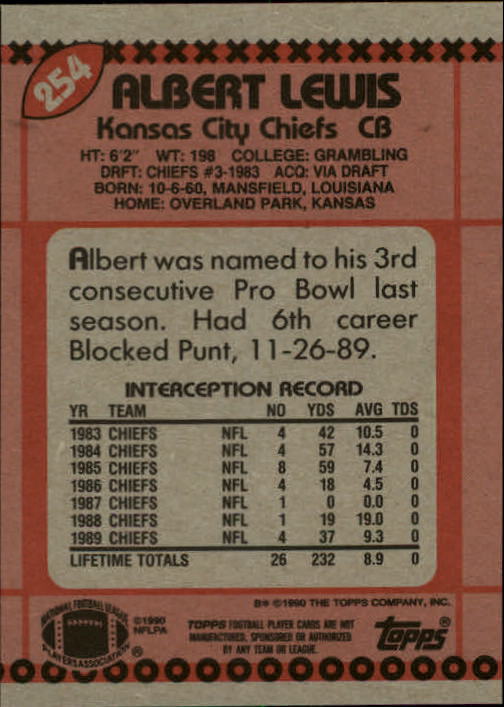 254
ALBERT LEWIS
Kansas City Chiefs CB
HT: 6'2" WT: 198 COLLEGE: GRAMBLING
DRFT: CHIEFS #3-1983 ACQ: VIA DRAFT
BORN: 10-6-60, MANSFIELD, LOUISIANA
HOME: OVERLAND PARK, KANSAS
Albert was named to his 3rd
consecutive Pro Bowl last
season. Had 6th career
Blocked Punt, 11-26-89.
INTERCEPTION RECORD
YR TEAM NO YDS AVG TDS
1983 CHIEFS NFL 4 42 10.5 0
1984 CHIEFS NFL 4 57 14.3 0
1985 CHIEFS NFL 8 59 7.4 0
1986 CHIEFS NFL 4 18 4.5 0
1987 CHIEFS NFL 1 0 0.0 0
1988 CHIEFS NFL 1 19 19.0 0
1989 CHIEFS NFL 4 37 9.3 0
LIFETIME TOTALS 26 232 8.9 0
B* ©1990 THE TOPPS COMPANY, INC.
NATIONAL FOOTBALL LEAGUE
PLAYERS ASSOCIATION ®
©1990
NFLPA
TOPPS FOOTBALL PLAYER CARDS ARE NOT
MANUFACTURED, SPONSORED OR AUTHORIZED
BY ANY TEAM OR LEAGUE.
Topps®